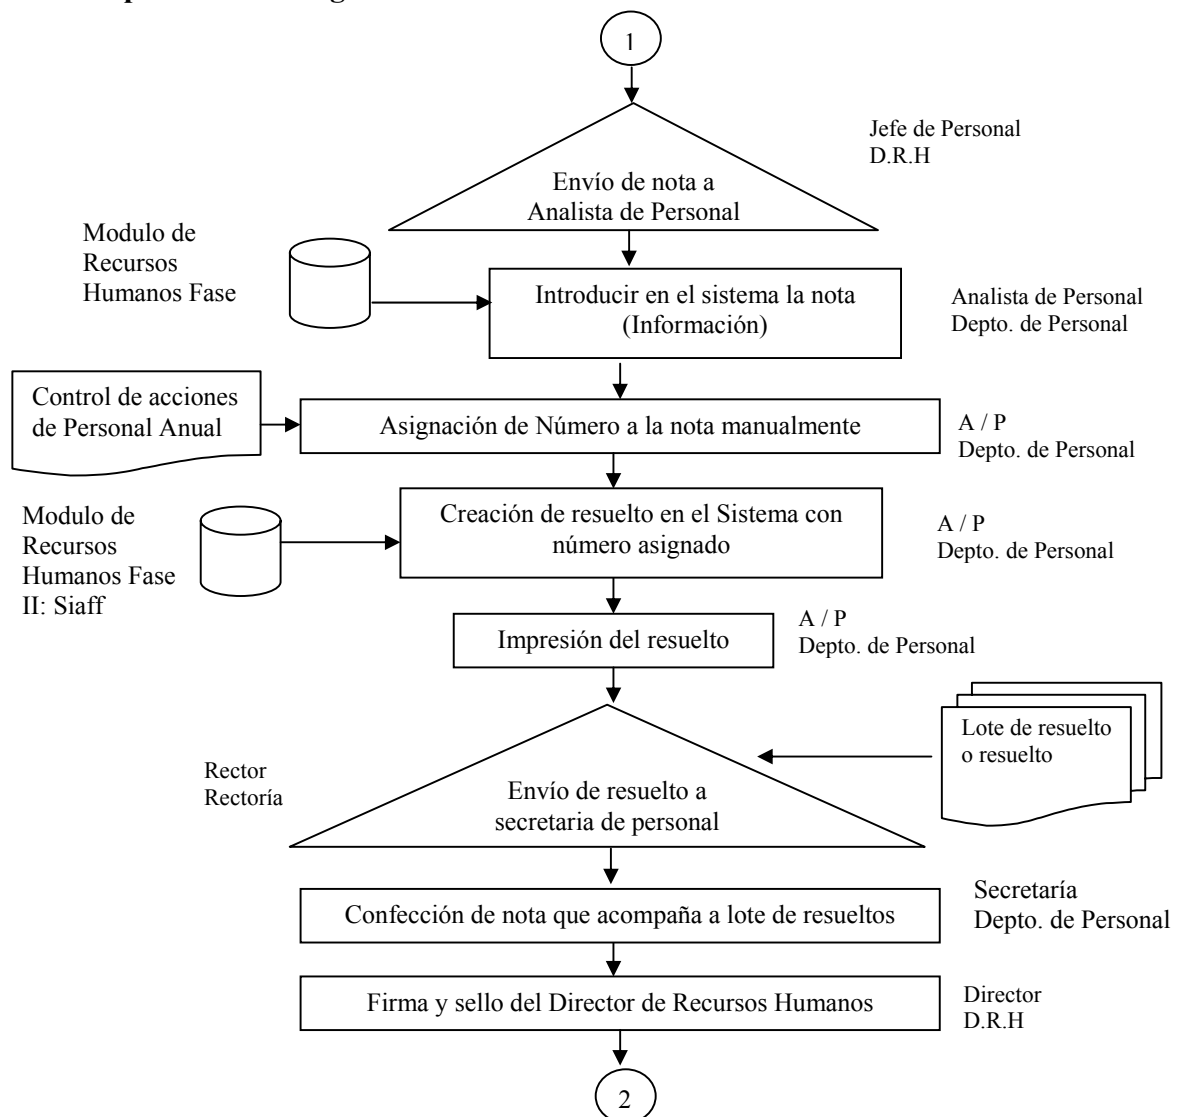 1
Jefe de Personal
D.R.H
Envío de nota a
Analista de Personal
Modulo de
Recursos
Humanos Fase
Introducir en el sistema la nota
(Información)
Analista de Personal
Depto. de Personal
Control de acciones
de Personal Anual
Asignación de Número a la nota manualmente
A / P
Depto. de Personal
Modulo de
Recursos
Humanos Fase
II: Siaff
Creación de resuelto en el Sistema con
número asignado
A / P
Depto. de Personal
Impresión del resuelto
A / P
Depto. de Personal
Lote de resuelto
o resuelto
Rector
Rectoría
Envío de resuelto a
secretaria de personal
Confección de nota que acompaña a lote de resueltos
Secretaría
Depto. de Personal
Firma y sello del Director de Recursos Humanos
Director
D.R.H
2